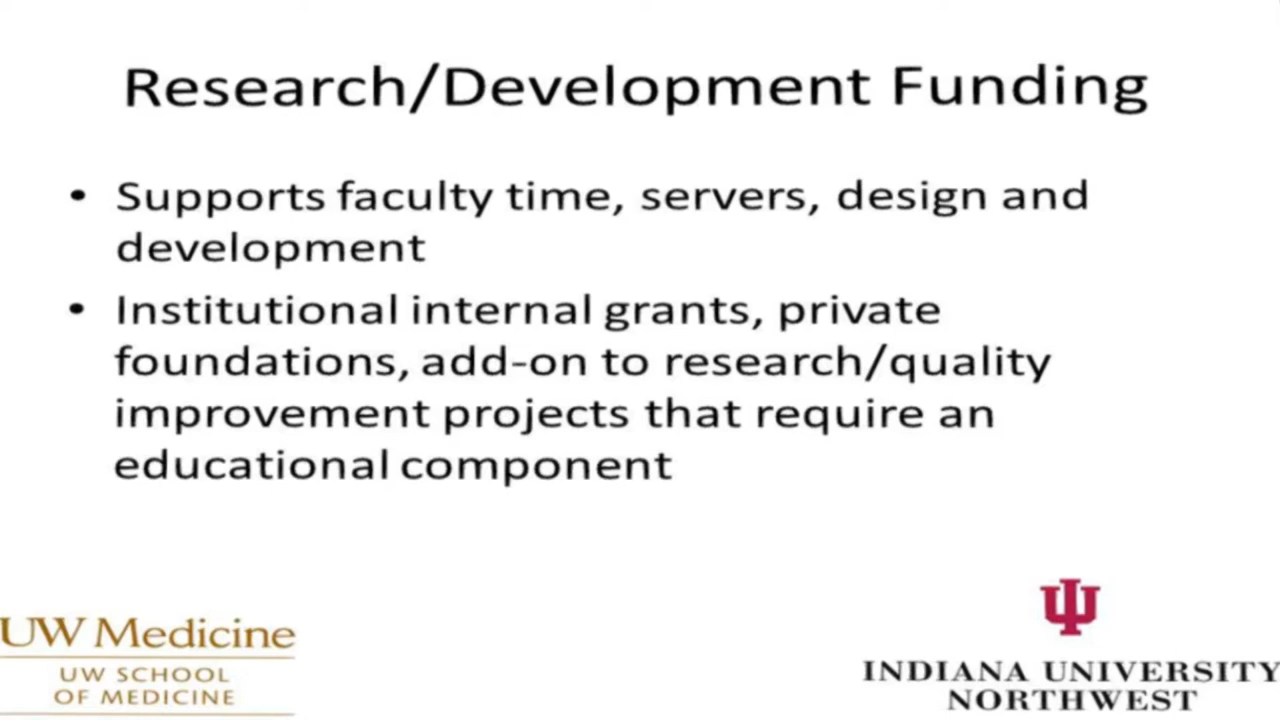 Research/Development Funding
• Supports faculty time, servers, design and
development
• Institutional internal grants, private
foundations, add-on to research/quality
improvement projects that require an
educational component
UW Medicine
UW SCHOOL
OF MEDICINE
INDIANA UNIVERSITY
NORTHWEST